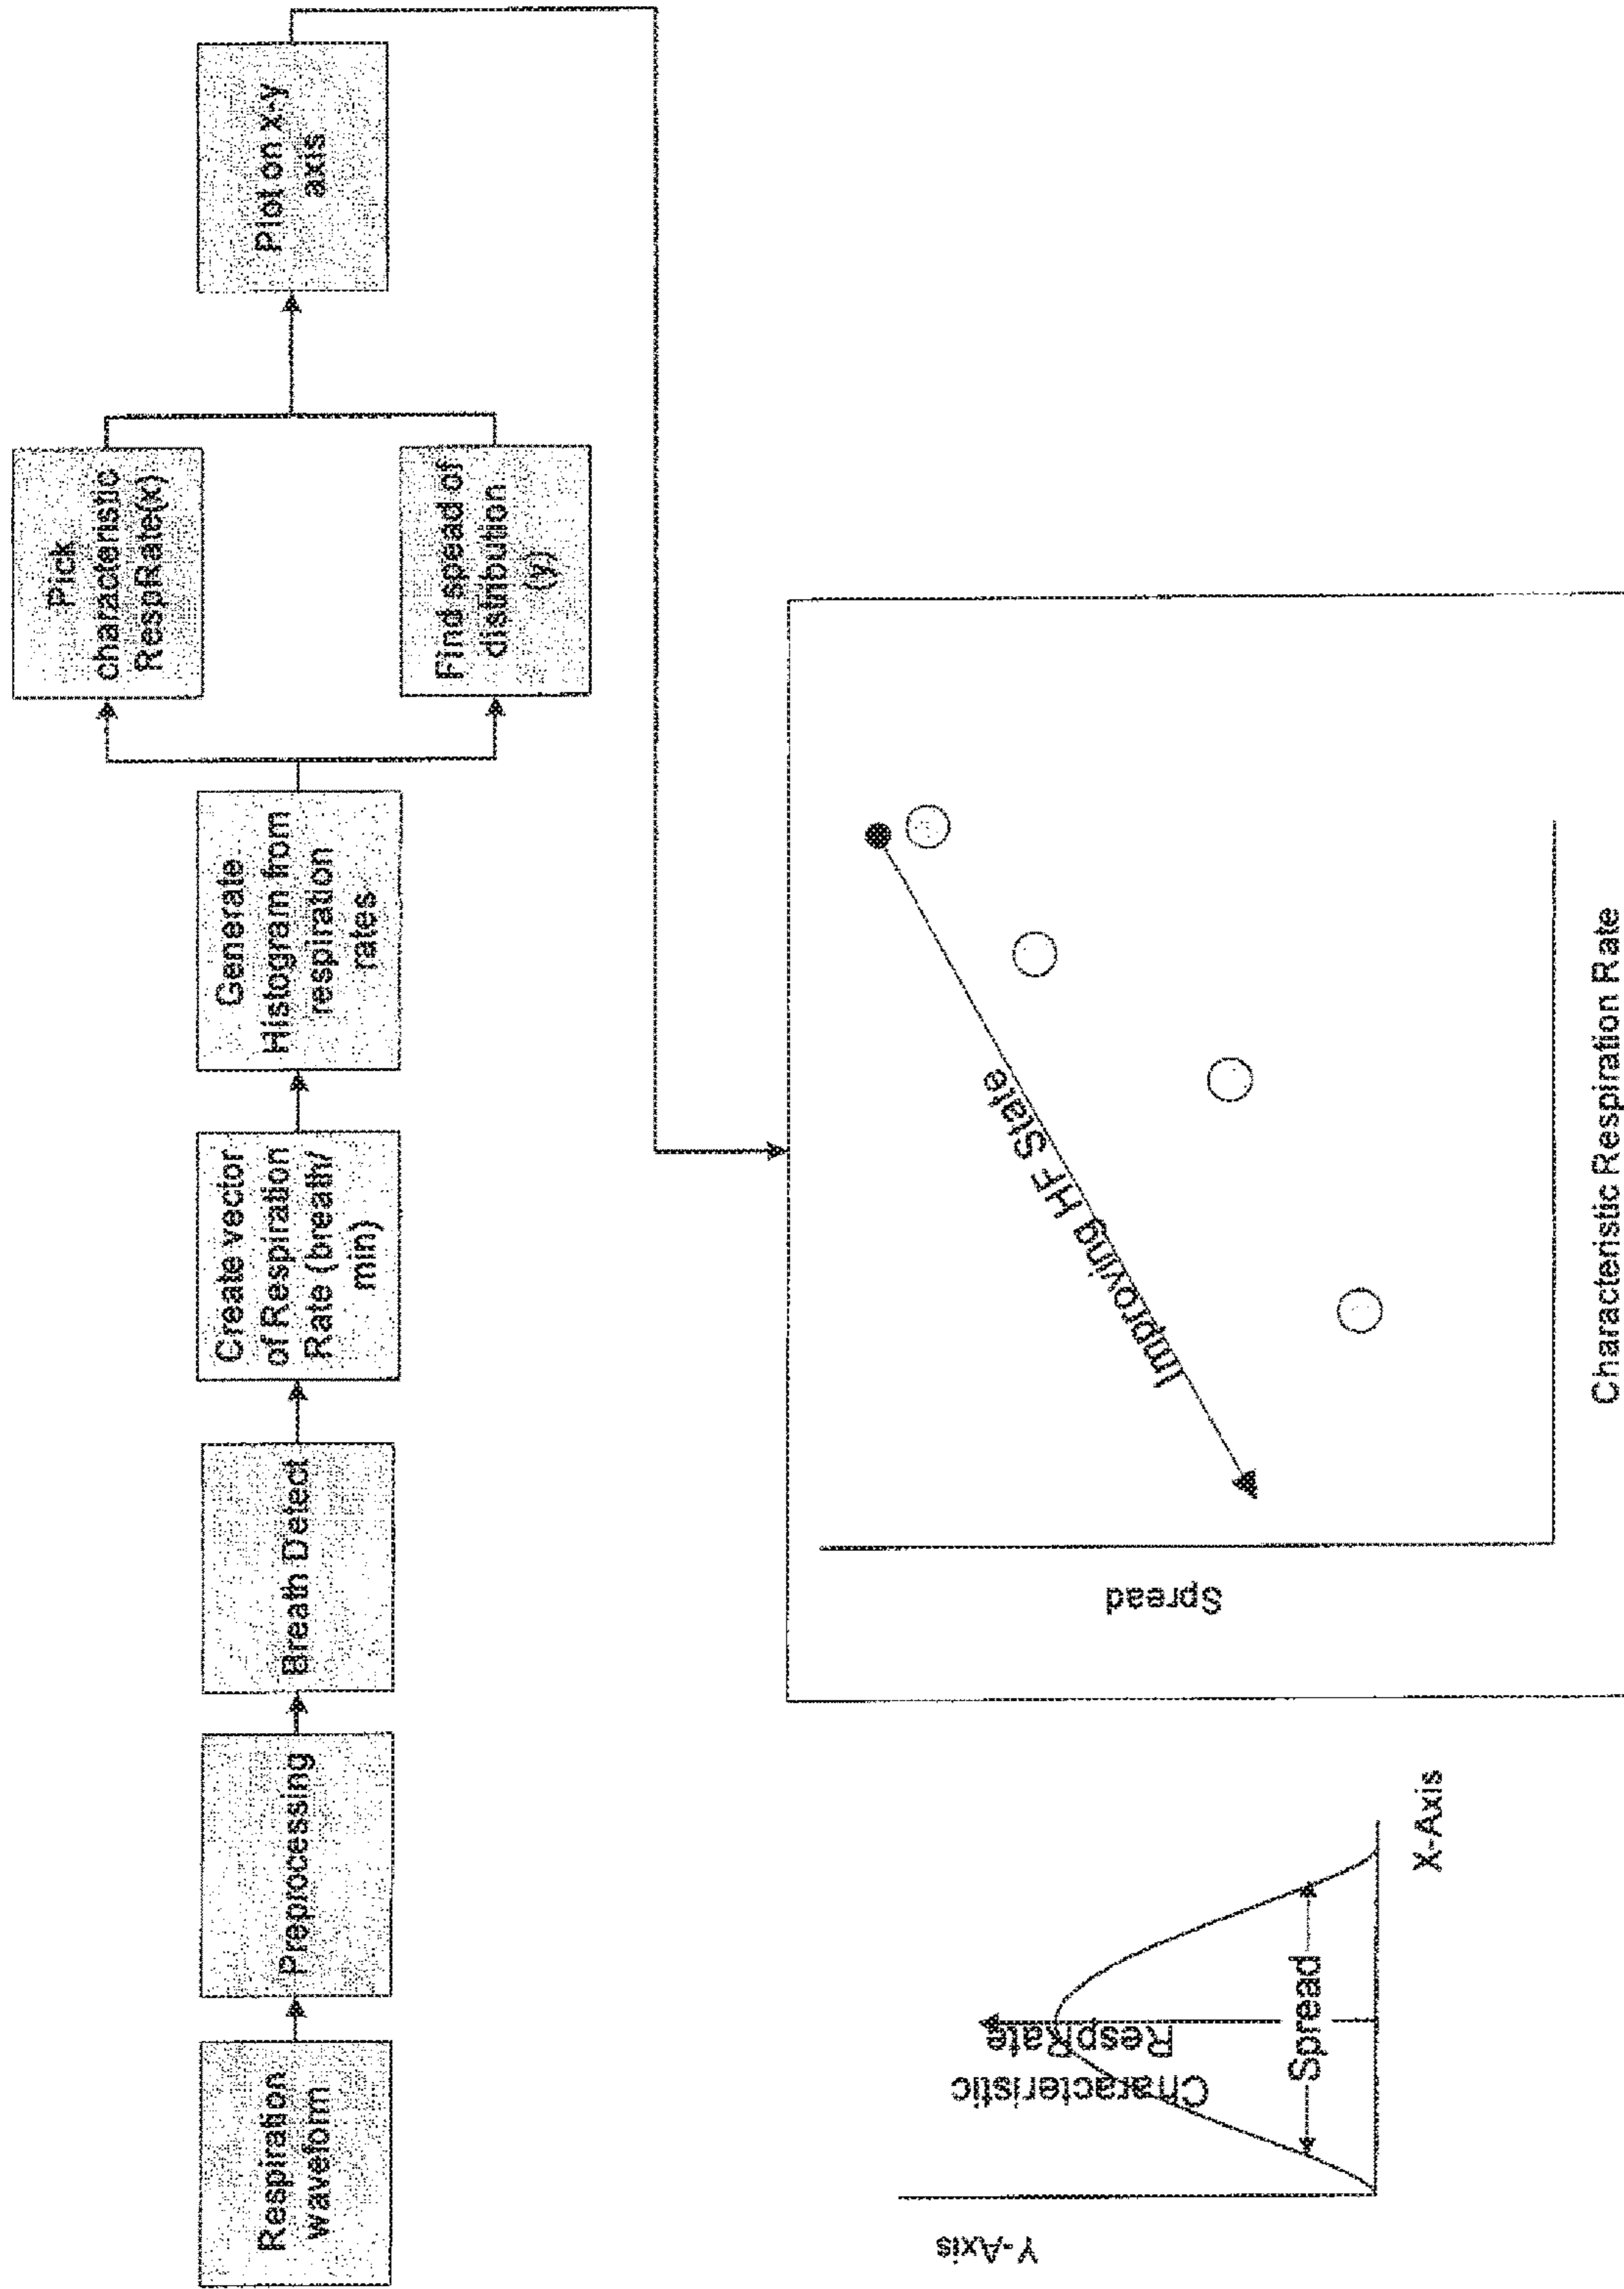 Respiration
waveform
Preprocessing
Breath Detect
Create vector
of Respiration
Rate (breath/
min)
Generate
Histogram from
respiration
rates
Pick
characteristic
RespRate(x)
Find spread of
distribution
(y)
Plot on x-y
axis
Y-Axis
Characteristic
RespRate
Spread
X-Axis
Spread
Improving HF State
Characteristic Respiration Rate